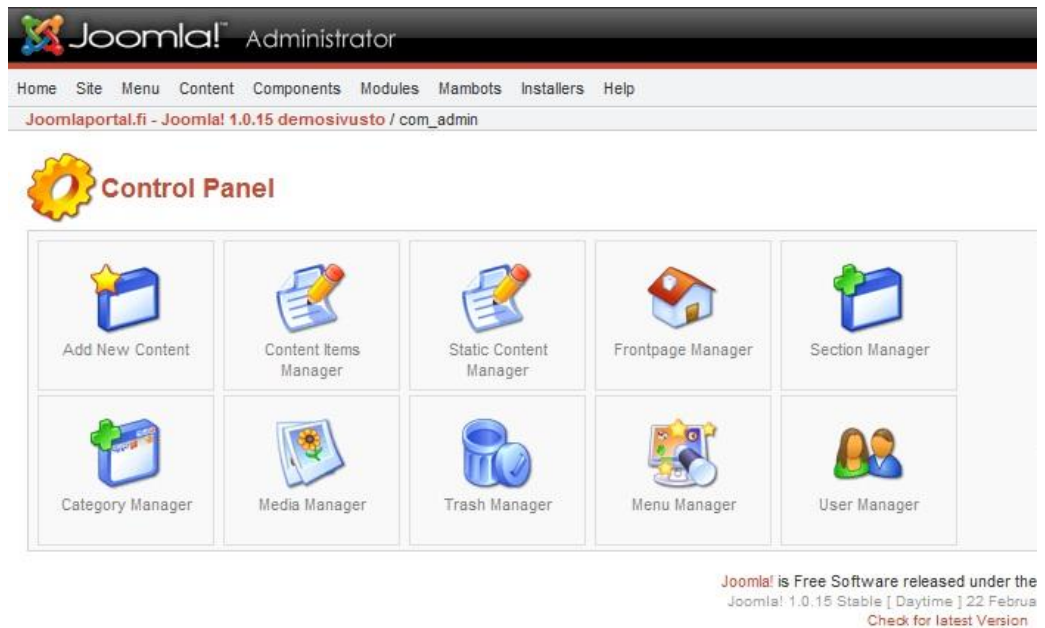 Joomla!™ Administrator
Home Site Menu Content Components Modules Mambots Installers Help
Joomlaportal.fi - Joomla! 1.0.15 demosivusto / com_admin
Control Panel
Add New Content
Content Items
Manager
Static Content
Manager
Frontpage Manager
Section Manager
Category Manager
Media Manager
Trash Manager
Menu Manager
User Manager
Joomla! is Free Software released under the
Joomla! 1.0.15 Stable [ Daytime ] 22 Februa
Check for latest Version